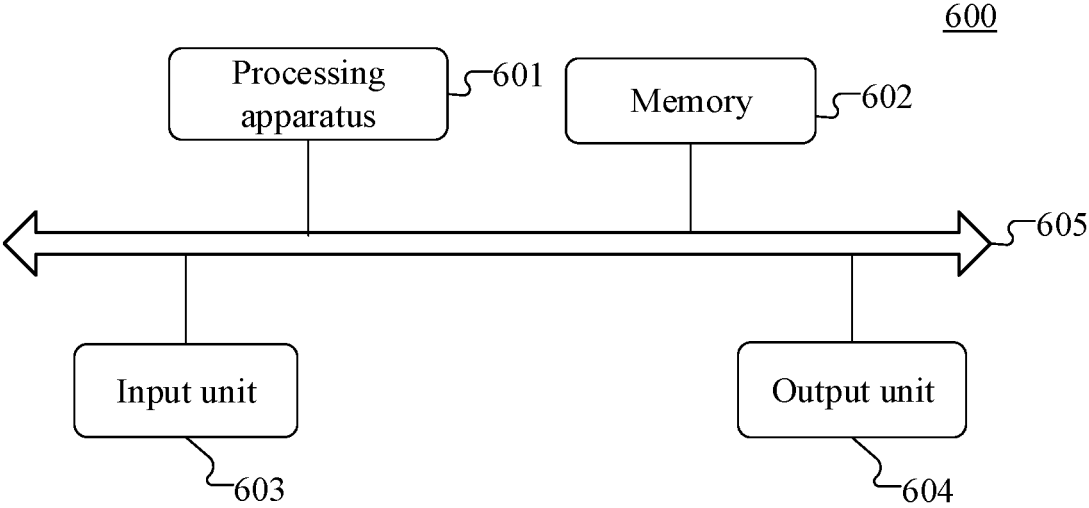 600
Processing
apparatus
601
Memory
602
605
Input unit
603
Output unit
604